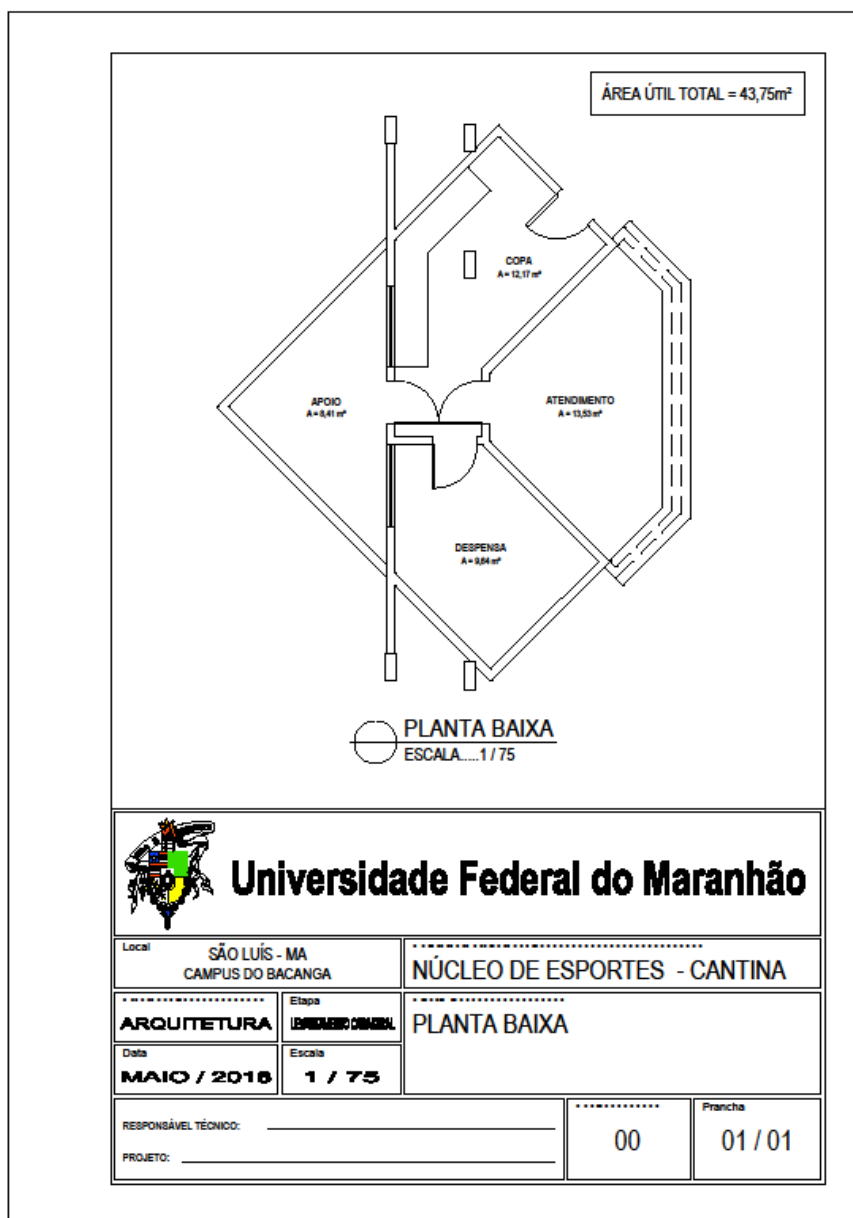 ÁREA ÚTIL TOTAL = 43,75m²
COPA
A = 12,17 m²
APOIO
A = 8,41 m²
ATENDIMENTO
A = 13,53 m²
DESPENSA
A = 9,64 m²
PLANTA BAIXA
ESCALA.....1 / 75
Universidade Federal do Maranhão
Local
SÃO LUÍS - MA
CAMPUS DO BACANGA
NÚCLEO DE ESPORTES - CANTINA
ARQUITETURA
Etapa
PLANTA BAIXA
Data
MAIO / 2016
Escala
1 / 75
RESPONSÁVEL TÉCNICO:
PROJETO:
00
Prancha
01 / 01